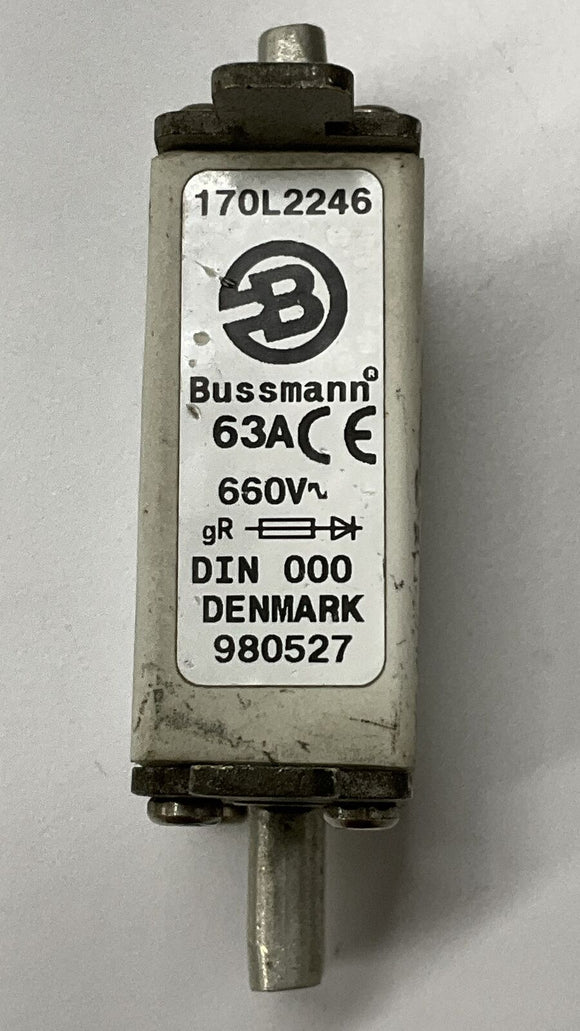 170L2246
B
Bussmann®
63A CE
660V~
gR
DIN 000
DENMARK
980527